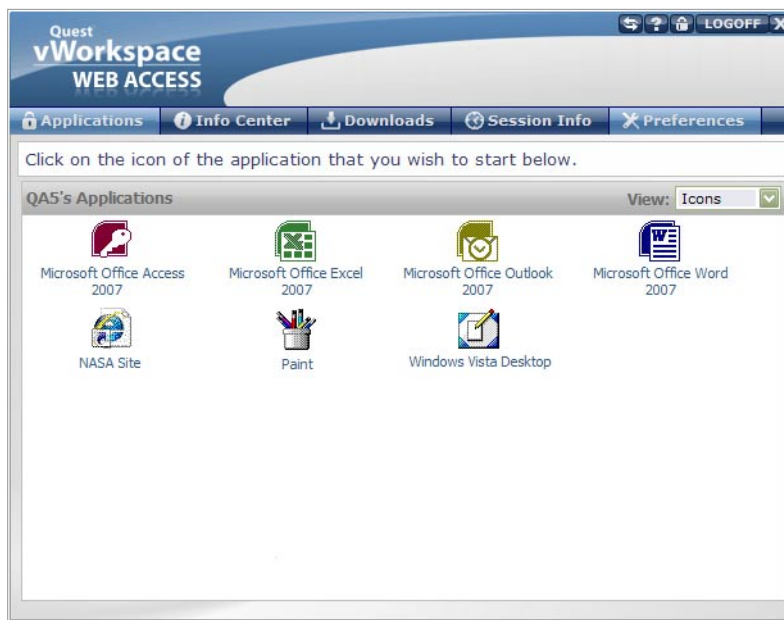 Quest
vWorkspace
WEB ACCESS
? LOGOFF X
Applications Info Center Downloads Session Info Preferences
Click on the icon of the application that you wish to start below.
QA5's Applications View: Icons
Microsoft Office Access 2007
Microsoft Office Excel 2007
Microsoft Office Outlook 2007
Microsoft Office Word 2007
NASA Site
Paint
Windows Vista Desktop